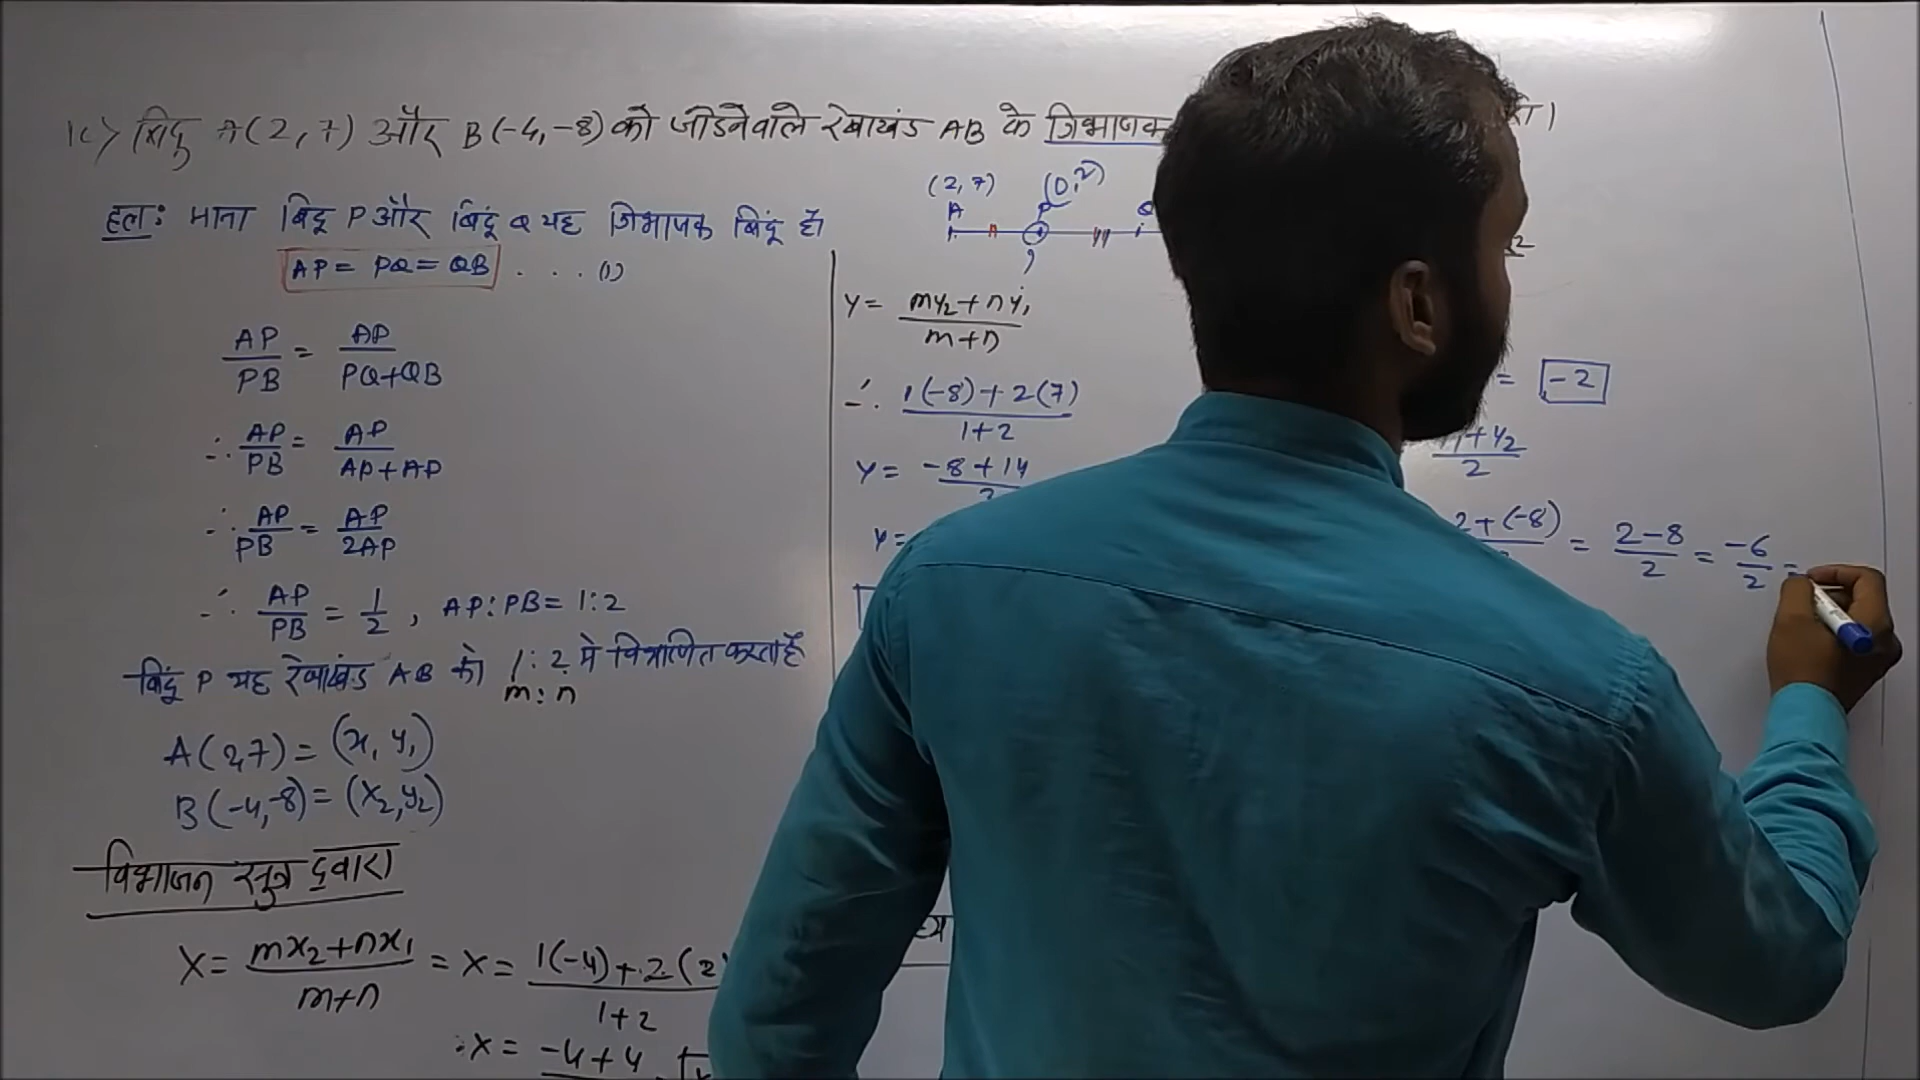 बिंदु A(2,7) और B(-4,-8) को जोडनेवाले रेखाखंड AB के त्रिभाजक
हल: माना बिंदू P और बिंदू Q यह त्रिभाजक बिंदू है।
AP = PQ = QB . . . . (1)
AP/PB = AP/PQ+QB
∴ AP/PB = AP/AP+AP
∴ AP/PB = AP/2AP
∴ AP/PB = 1/2 , AP:PB = 1:2
बिंदू P यह रेखाखंड AB को 1:2 मे विभाजित करता है
m:n
A(2,7) = (x, y₁)
B(-4,-8) = (x₂,y₂)
विभाजन सुत्र द्वारा
X = mx₂+nx₁/m+n = X = 1(-4)+2(2/1+2
∴X = -4+4
(2,7) (0,2)
A P
Y = my₂+ny₁/m+n
∴ 1(-8)+2(7)/1+2
Y = -8+14
Y =
= -2
+y₂/2
2+(-8) = 2-8/2 = -6/2 =